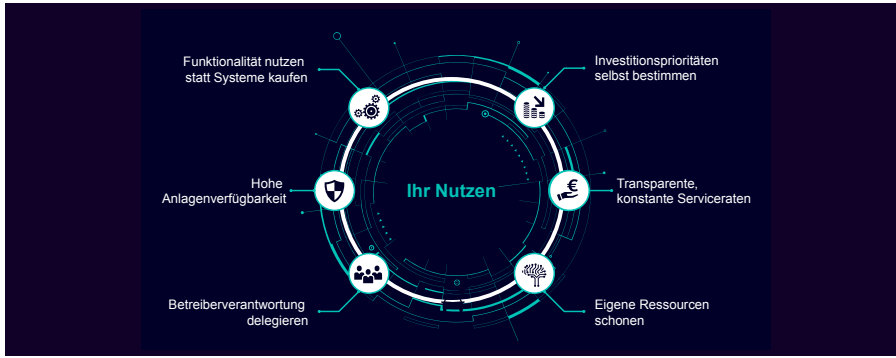 Funktionalität nutzen
statt Systeme kaufen
Investitionsprioritäten
selbst bestimmen
Hohe
Anlagenverfügbarkeit
Ihr Nutzen
Transparente,
konstante Serviceraten
Betreiberverantwortung
delegieren
Eigene Ressourcen
schonen